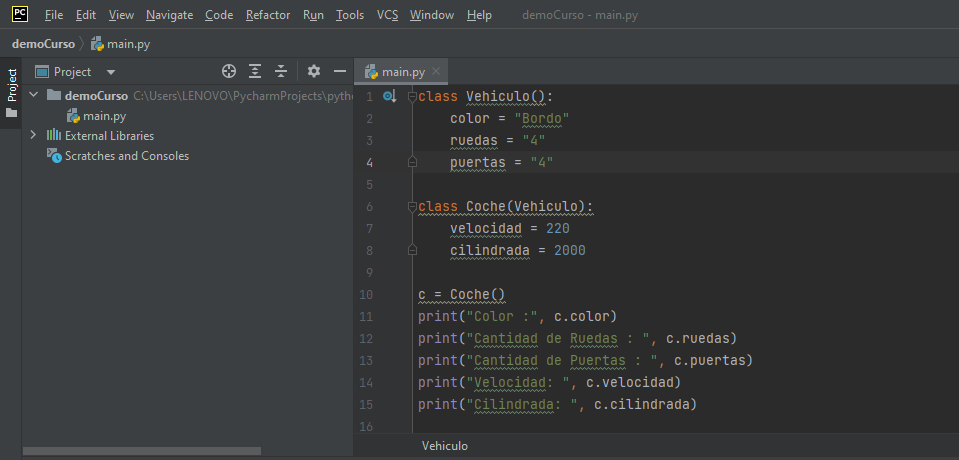 PC File Edit View Navigate Code Refactor Run Tools VCS Window Help demoCurso - main.py
demoCurso main.py
Project
Project
main.py
demoCurso C:\Users\LENOVO\PycharmProjects\pytho
main.py
External Libraries
Scratches and Consoles
1 class Vehiculo():
2     color = "Bordo"
3     ruedas = "4"
4     puertas = "4"
5
6 class Coche(Vehiculo):
7     velocidad = 220
8     cilindrada = 2000
9
10 c = Coche()
11 print("Color :", c.color)
12 print("Cantidad de Ruedas : ", c.ruedas)
13 print("Cantidad de Puertas : ", c.puertas)
14 print("Velocidad: ", c.velocidad)
15 print("Cilindrada: ", c.cilindrada)
16
Vehiculo